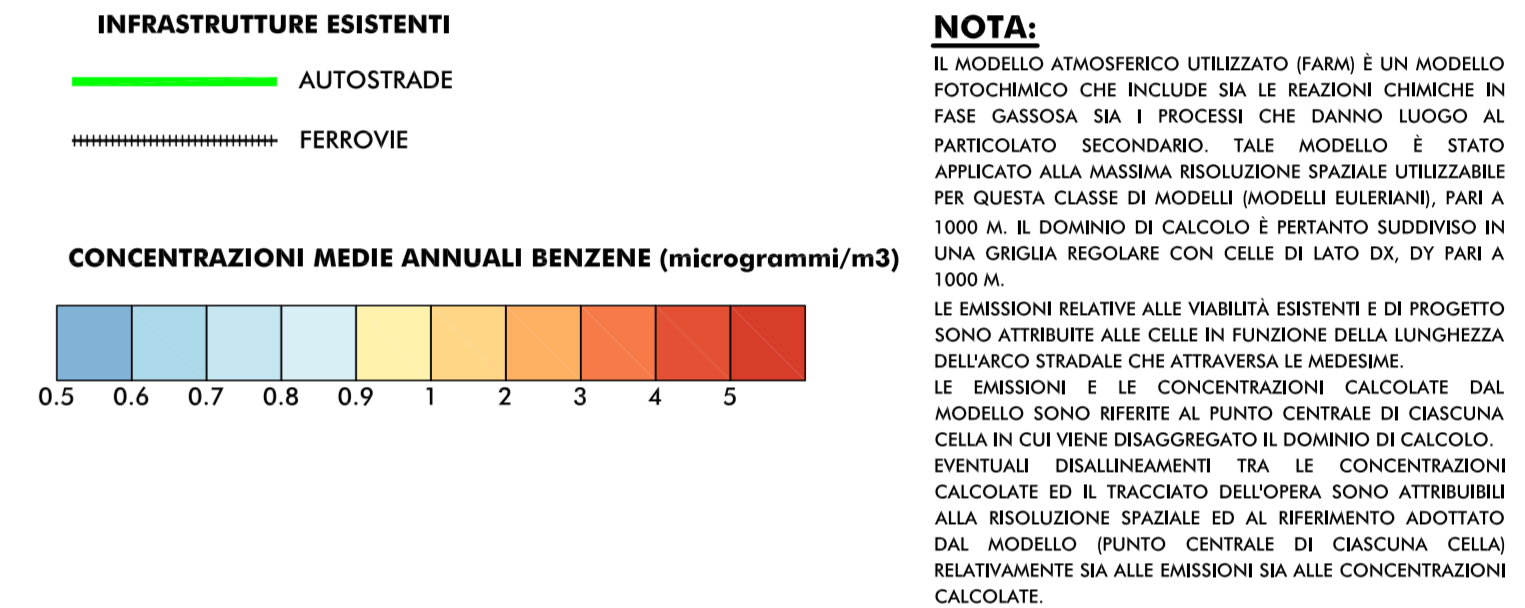 INFRASTRUTTURE ESISTENTI
AUTOSTRADE
FERROVIE
CONCENTRAZIONI MEDIE ANNUALI BENZENE (microgrammi/m3)
0.5 0.6 0.7 0.8 0.9 1 2 3 4 5
NOTA:
IL MODELLO ATMOSFERICO UTILIZZATO (FARM) È UN MODELLO
FOTOCHIMICO CHE INCLUDE SIA LE REAZIONI CHIMICHE IN
FASE GASSOSA SIA I PROCESSI CHE DANNO LUOGO AL
PARTICOLATO SECONDARIO. TALE MODELLO È STATO
APPLICATO ALLA MASSIMA RISOLUZIONE SPAZIALE UTILIZZABILE
PER QUESTA CLASSE DI MODELLI (MODELLI EULERIANI), PARI A
1000 M. IL DOMINIO DI CALCOLO È PERTANTO SUDDIVISO IN
UNA GRIGLIA REGOLARE CON CELLE DI LATO DX, DY PARI A
1000 M.
LE EMISSIONI RELATIVE ALLE VIABILITÀ ESISTENTI E DI PROGETTO
SONO ATTRIBUITE ALLE CELLE IN FUNZIONE DELLA LUNGHEZZA
DELL'ARCO STRADALE CHE ATTRAVERSA LE MEDESIME.
LE EMISSIONI E LE CONCENTRAZIONI CALCOLATE DAL
MODELLO SONO RIFERITE AL PUNTO CENTRALE DI CIASCUNA
CELLA IN CUI VIENE DISAGGREGATO IL DOMINIO DI CALCOLO.
EVENTUALI DISALLINEAMENTI TRA LE CONCENTRAZIONI
CALCOLATE ED IL TRACCIATO DELL'OPERA SONO ATTRIBUIBILI
ALLA RISOLUZIONE SPAZIALE ED AL RIFERIMENTO ADOTTATO
DAL MODELLO (PUNTO CENTRALE DI CIASCUNA CELLA)
RELATIVAMENTE SIA ALLE EMISSIONI SIA ALLE CONCENTRAZIONI
CALCOLATE.